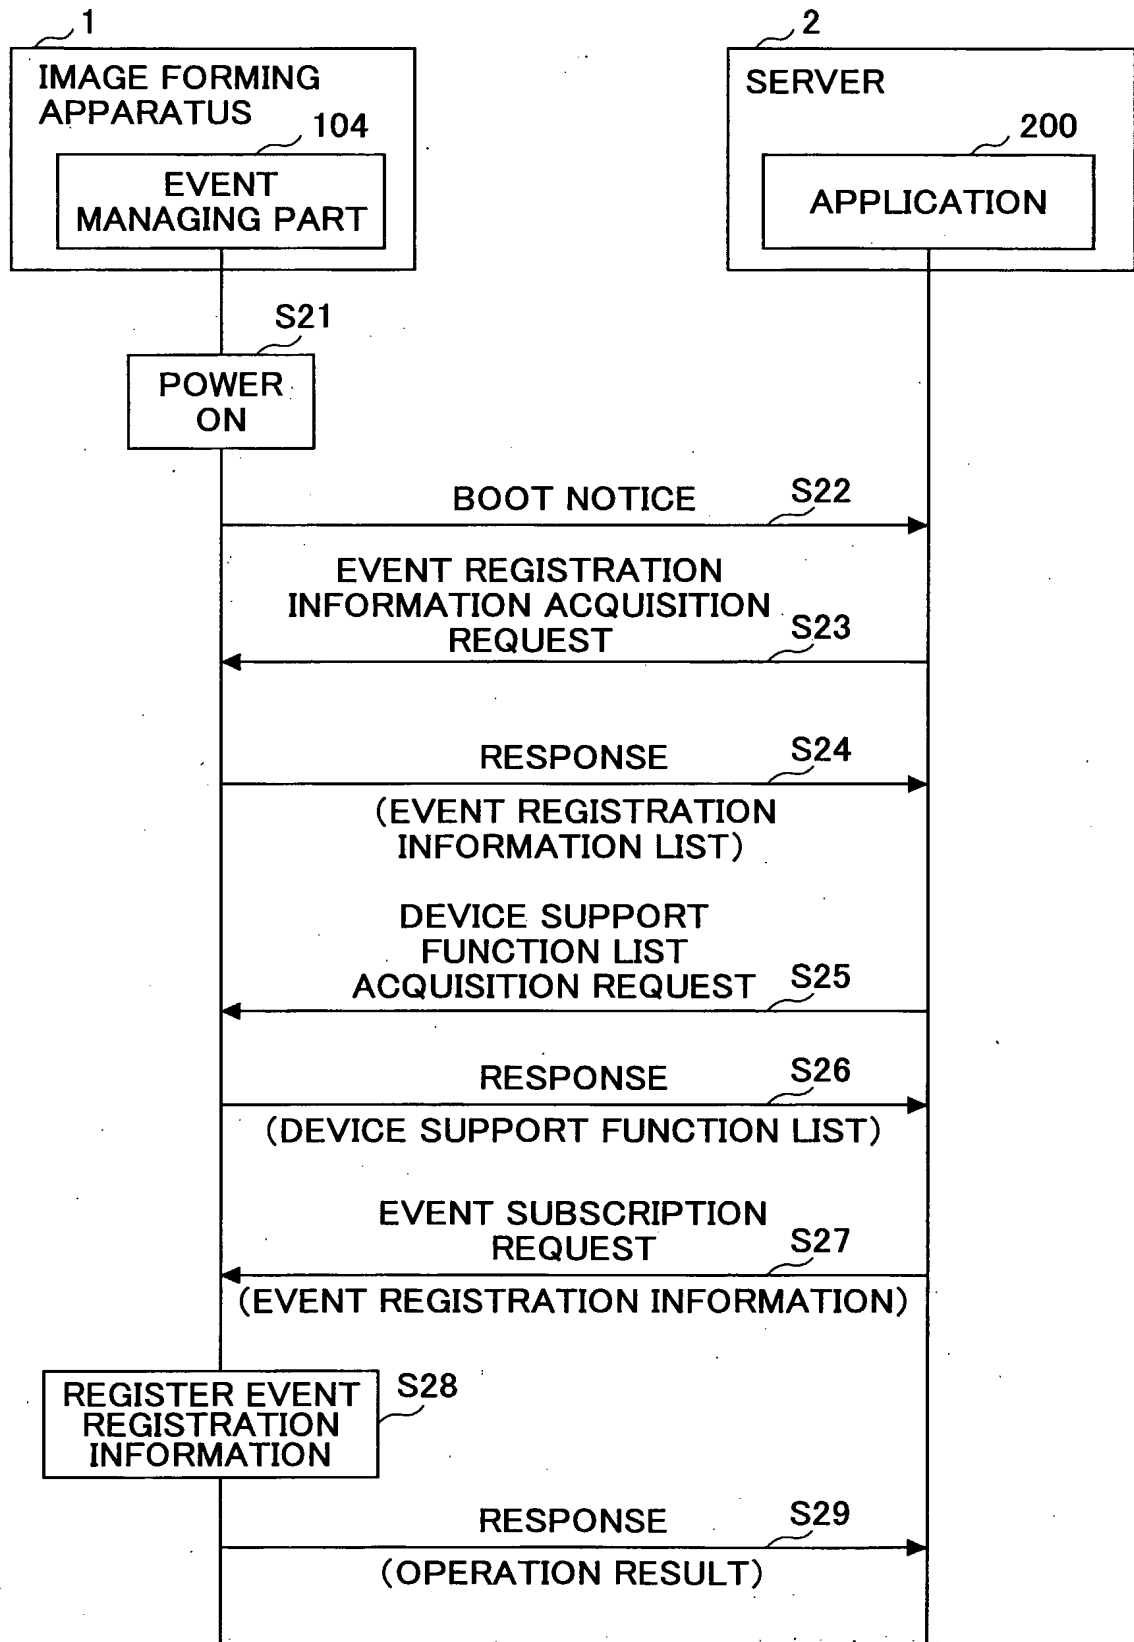 1
IMAGE FORMING
APPARATUS
104
EVENT
MANAGING PART
2
SERVER
200
APPLICATION
S21
POWER
ON
BOOT NOTICE
S22
EVENT REGISTRATION
INFORMATION ACQUISITION
REQUEST
S23
RESPONSE
S24
(EVENT REGISTRATION
INFORMATION LIST)
DEVICE SUPPORT
FUNCTION LIST
ACQUISITION REQUEST
S25
RESPONSE
S26
(DEVICE SUPPORT FUNCTION LIST)
EVENT SUBSCRIPTION
REQUEST
S27
(EVENT REGISTRATION INFORMATION)
REGISTER EVENT
REGISTRATION
INFORMATION
S28
RESPONSE
S29
(OPERATION RESULT)